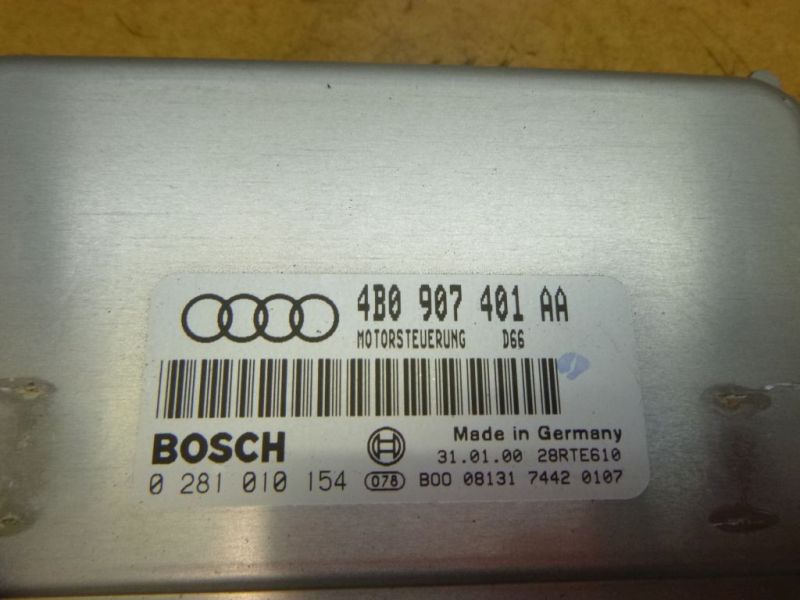 4B0 907 401 AA
MOTORSTEUERUNG D66
BOSCH
Made in Germany
31.01.00 28RTE610
0 281 010 154 078 B00 08131 7442 0107